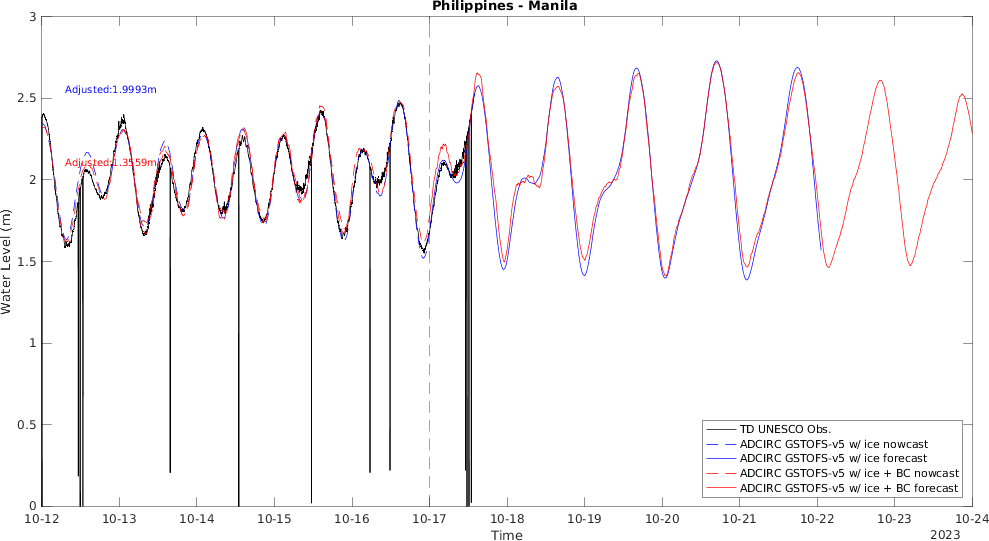 Philippines - Manila
3
2.5
2
1.5
1
0.5
0
Water Level (m)
Adjusted:1.9993m
Adjusted:1.3559m
TD UNESCO Obs.
ADCIRC GSTOFS-v5 w/ ice nowcast
ADCIRC GSTOFS-v5 w/ ice forecast
ADCIRC GSTOFS-v5 w/ ice + BC nowcast
ADCIRC GSTOFS-v5 w/ ice + BC forecast
10-12 10-13 10-14 10-15 10-16 10-17 10-18 10-19 10-20 10-21 10-22 10-23 10-24
Time
2023